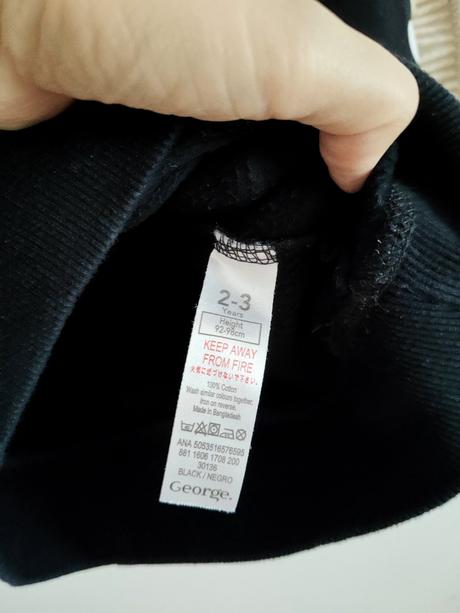 2-3
Years
Height
92-98cm
KEEP AWAY
FROM FIRE
火気に近づけないで下さい。
100% Cotton
Wash similar colours together.
Iron on reverse.
Made in Bangladesh
ANA 5053516576595
881 1606 1708 200
30136
BLACK / NEGRO
George.